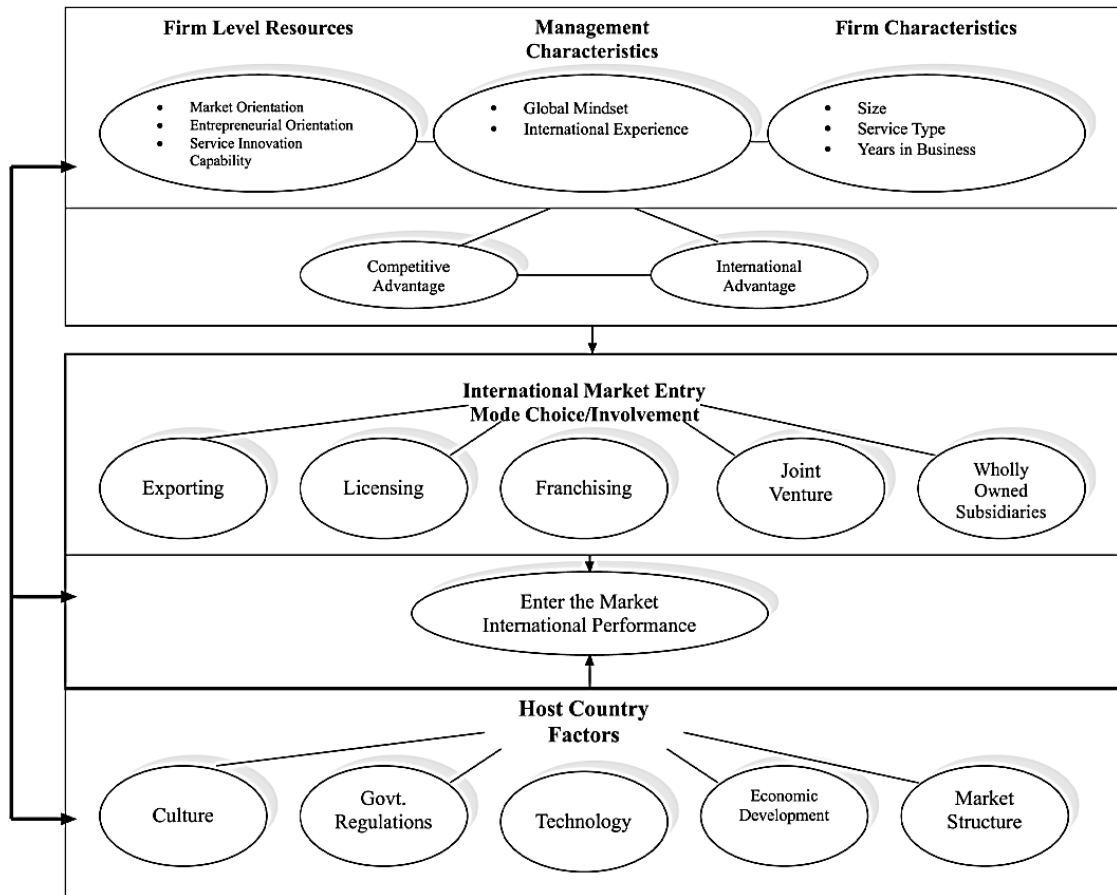 Firm Level Resources
Management
Characteristics
Firm Characteristics
• Market Orientation
• Entrepreneurial Orientation
• Service Innovation
Capability
• Global Mindset
• International Experience
• Size
• Service Type
• Years in Business
Competitive
Advantage
International
Advantage
International Market Entry
Mode Choice/Involvement
Exporting
Licensing
Franchising
Joint
Venture
Wholly
Owned
Subsidiaries
Enter the Market
International Performance
Host Country
Factors
Culture
Govt.
Regulations
Technology
Economic
Development
Market
Structure